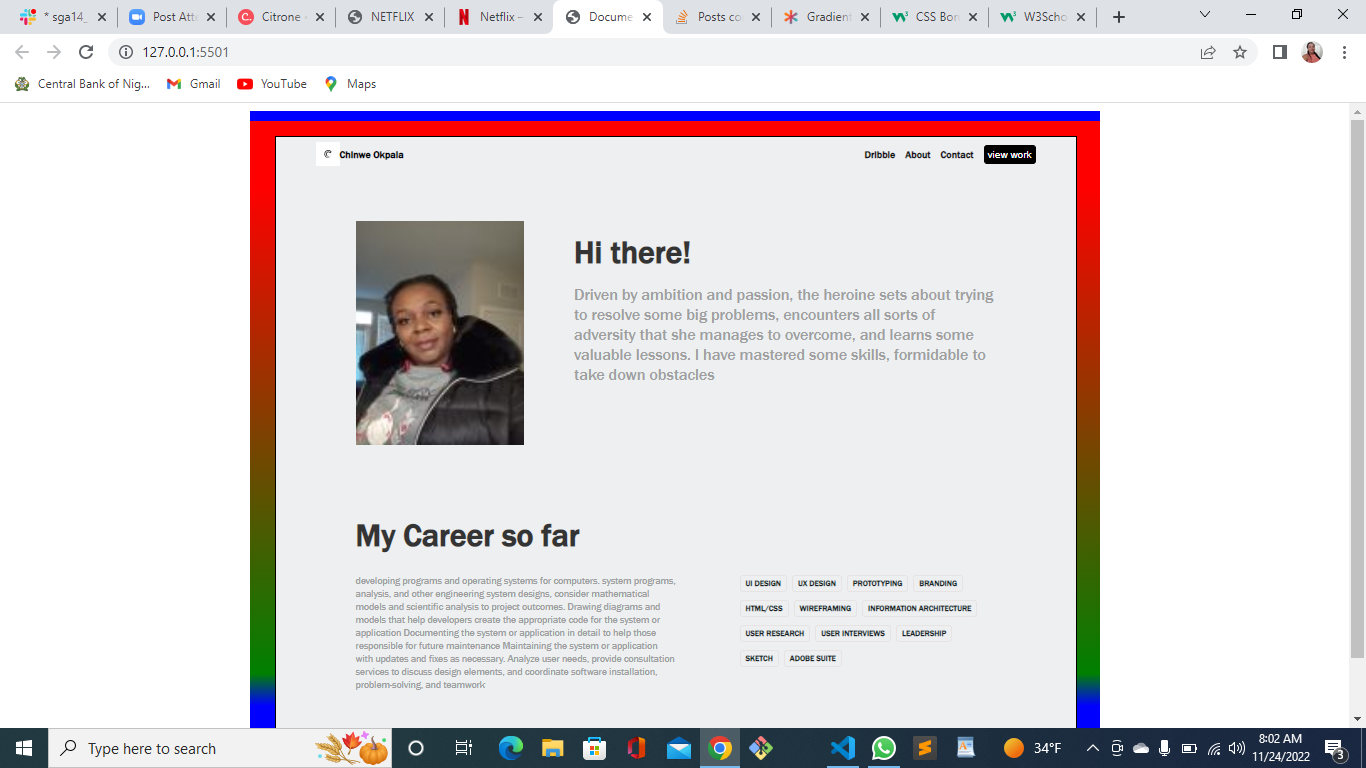 * sga14_
Post Atte
Citrone
NETFLIX
Netflix –
Docume
Posts co
Gradient
CSS Bor
W3Scho
127.0.0.1:5501
Central Bank of Nig...
Gmail
YouTube
Maps
Chinwe Okpala
Dribble
About
Contact
view work
Hi there!
Driven by ambition and passion, the heroine sets about trying
to resolve some big problems, encounters all sorts of
adversity that she manages to overcome, and learns some
valuable lessons. I have mastered some skills, formidable to
take down obstacles
My Career so far
developing programs and operating systems for computers. system programs,
analysis, and other engineering system designs, consider mathematical
models and scientific analysis to project outcomes. Drawing diagrams and
models that help developers create the appropriate code for the system or
application Documenting the system or application in detail to help those
responsible for future maintenance Maintaining the system or application
with updates and fixes as necessary. Analyze user needs, provide consultation
services to discuss design elements, and coordinate software installation,
problem-solving, and teamwork
UI DESIGN
UX DESIGN
PROTOTYPING
BRANDING
HTML/CSS
WIREFRAMING
INFORMATION ARCHITECTURE
USER RESEARCH
USER INTERVIEWS
LEADERSHIP
SKETCH
ADOBE SUITE
Type here to search
34°F
8:02 AM
11/24/2022
3